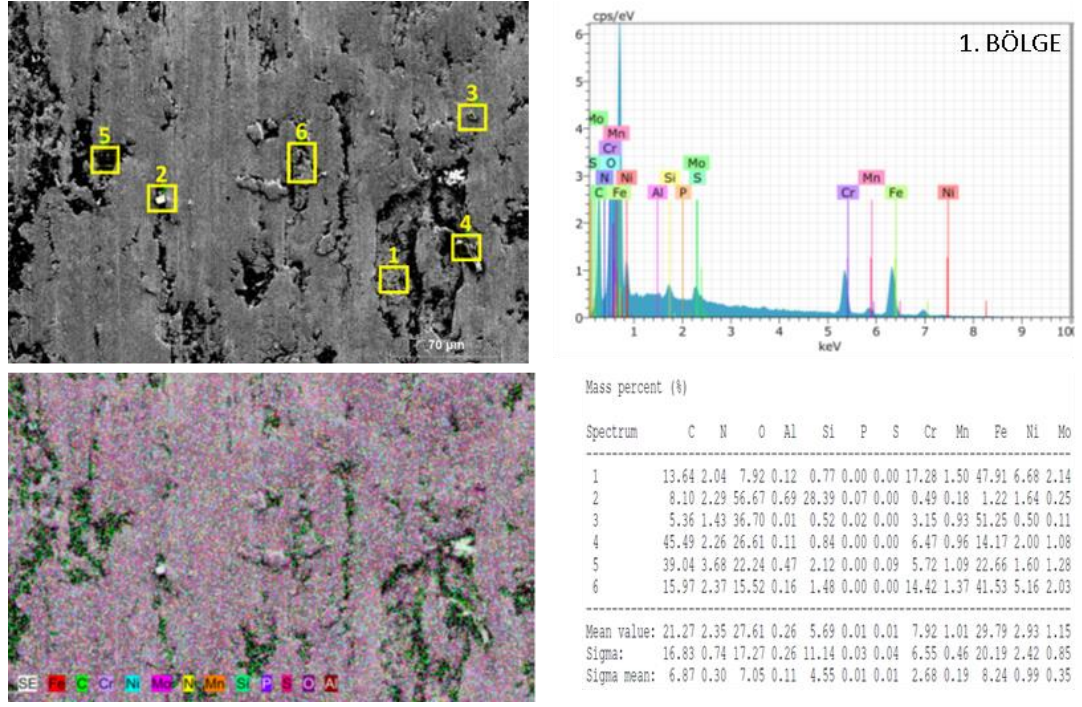 3
5
6
2
4
1
70 µm
cps/eV
1. BÖLGE
6
5
4
3
2
1
0
Mo
Mn
Cr
S O Mo
N Ni Si S Mn
C Fe Al P Cr Fe Ni
1 2 3 4 5 6 7 8 9 10
keV
SE Fe C Cr Ni Mo N Mn Si P S O Al
Mass percent (%)
Spectrum C N O Al Si P S Cr Mn Fe Ni Mo
1 13.64 2.04 7.92 0.12 0.77 0.00 0.00 17.28 1.50 47.91 6.68 2.14
2 8.10 2.29 56.67 0.69 28.39 0.07 0.00 0.49 0.18 1.22 1.64 0.25
3 5.36 1.43 36.70 0.01 0.52 0.02 0.00 3.15 0.93 51.25 0.50 0.11
4 45.49 2.26 26.61 0.11 0.84 0.00 0.00 6.47 0.96 14.17 2.00 1.08
5 39.04 3.68 22.24 0.47 2.12 0.00 0.09 5.72 1.09 22.66 1.60 1.28
6 15.97 2.37 15.52 0.16 1.48 0.00 0.00 14.42 1.37 41.53 5.16 2.03
Mean value: 21.27 2.35 27.61 0.26 5.69 0.01 0.01 7.92 1.01 29.79 2.93 1.15
Sigma: 16.83 0.74 17.27 0.26 11.14 0.03 0.04 6.55 0.46 20.19 2.42 0.85
Sigma mean: 6.87 0.30 7.05 0.11 4.55 0.01 0.01 2.68 0.19 8.24 0.99 0.35